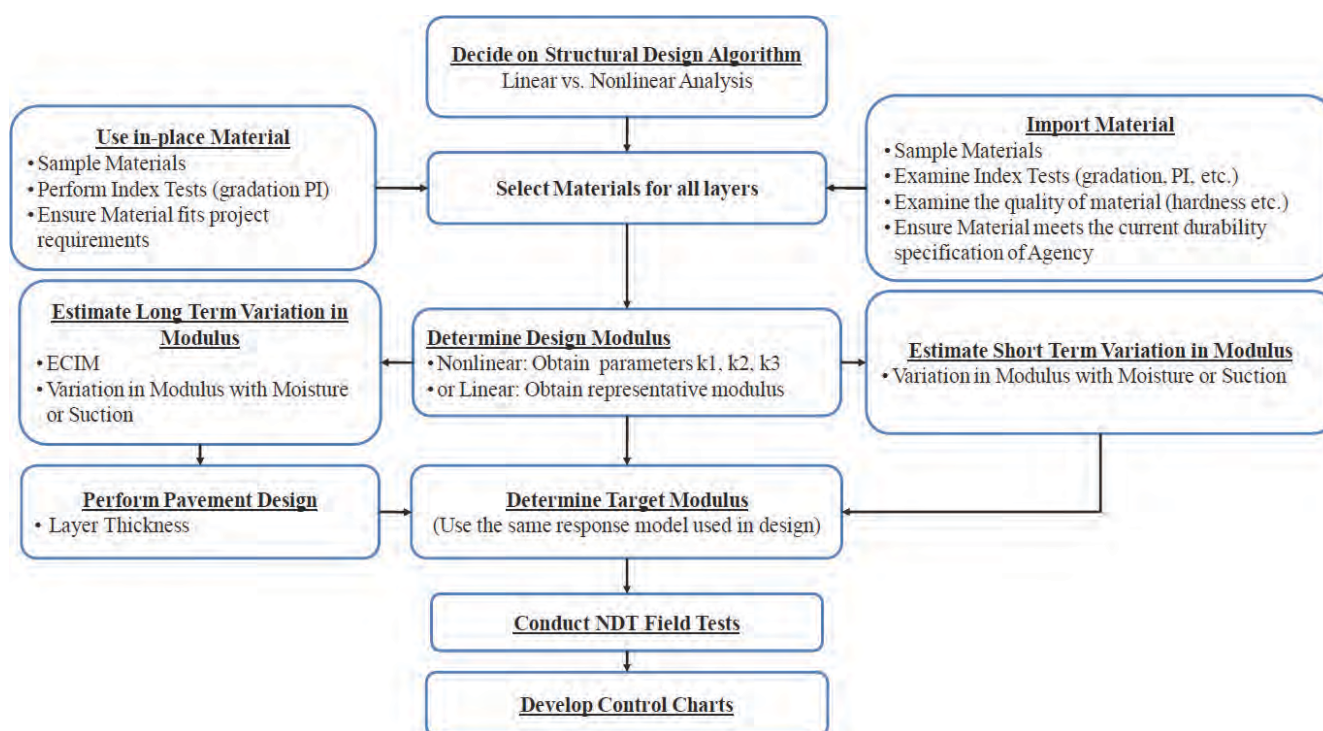 Decide on Structural Design Algorithm
Linear vs. Nonlinear Analysis
Use in-place Material
• Sample Materials
• Perform Index Tests (gradation PI)
• Ensure Material fits project
requirements
Select Materials for all layers
Import Material
• Sample Materials
• Examine Index Tests (gradation, PI, etc.)
• Examine the quality of material (hardness etc.)
• Ensure Material meets the current durability
specification of Agency
Estimate Long Term Variation in
Modulus
• ECIM
• Variation in Modulus with Moisture
or Suction
Determine Design Modulus
• Nonlinear: Obtain parameters k1, k2, k3
• or Linear: Obtain representative modulus
Estimate Short Term Variation in Modulus
• Variation in Modulus with Moisture or Suction
Perform Pavement Design
• Layer Thickness
Determine Target Modulus
(Use the same response model used in design)
Conduct NDT Field Tests
Develop Control Charts